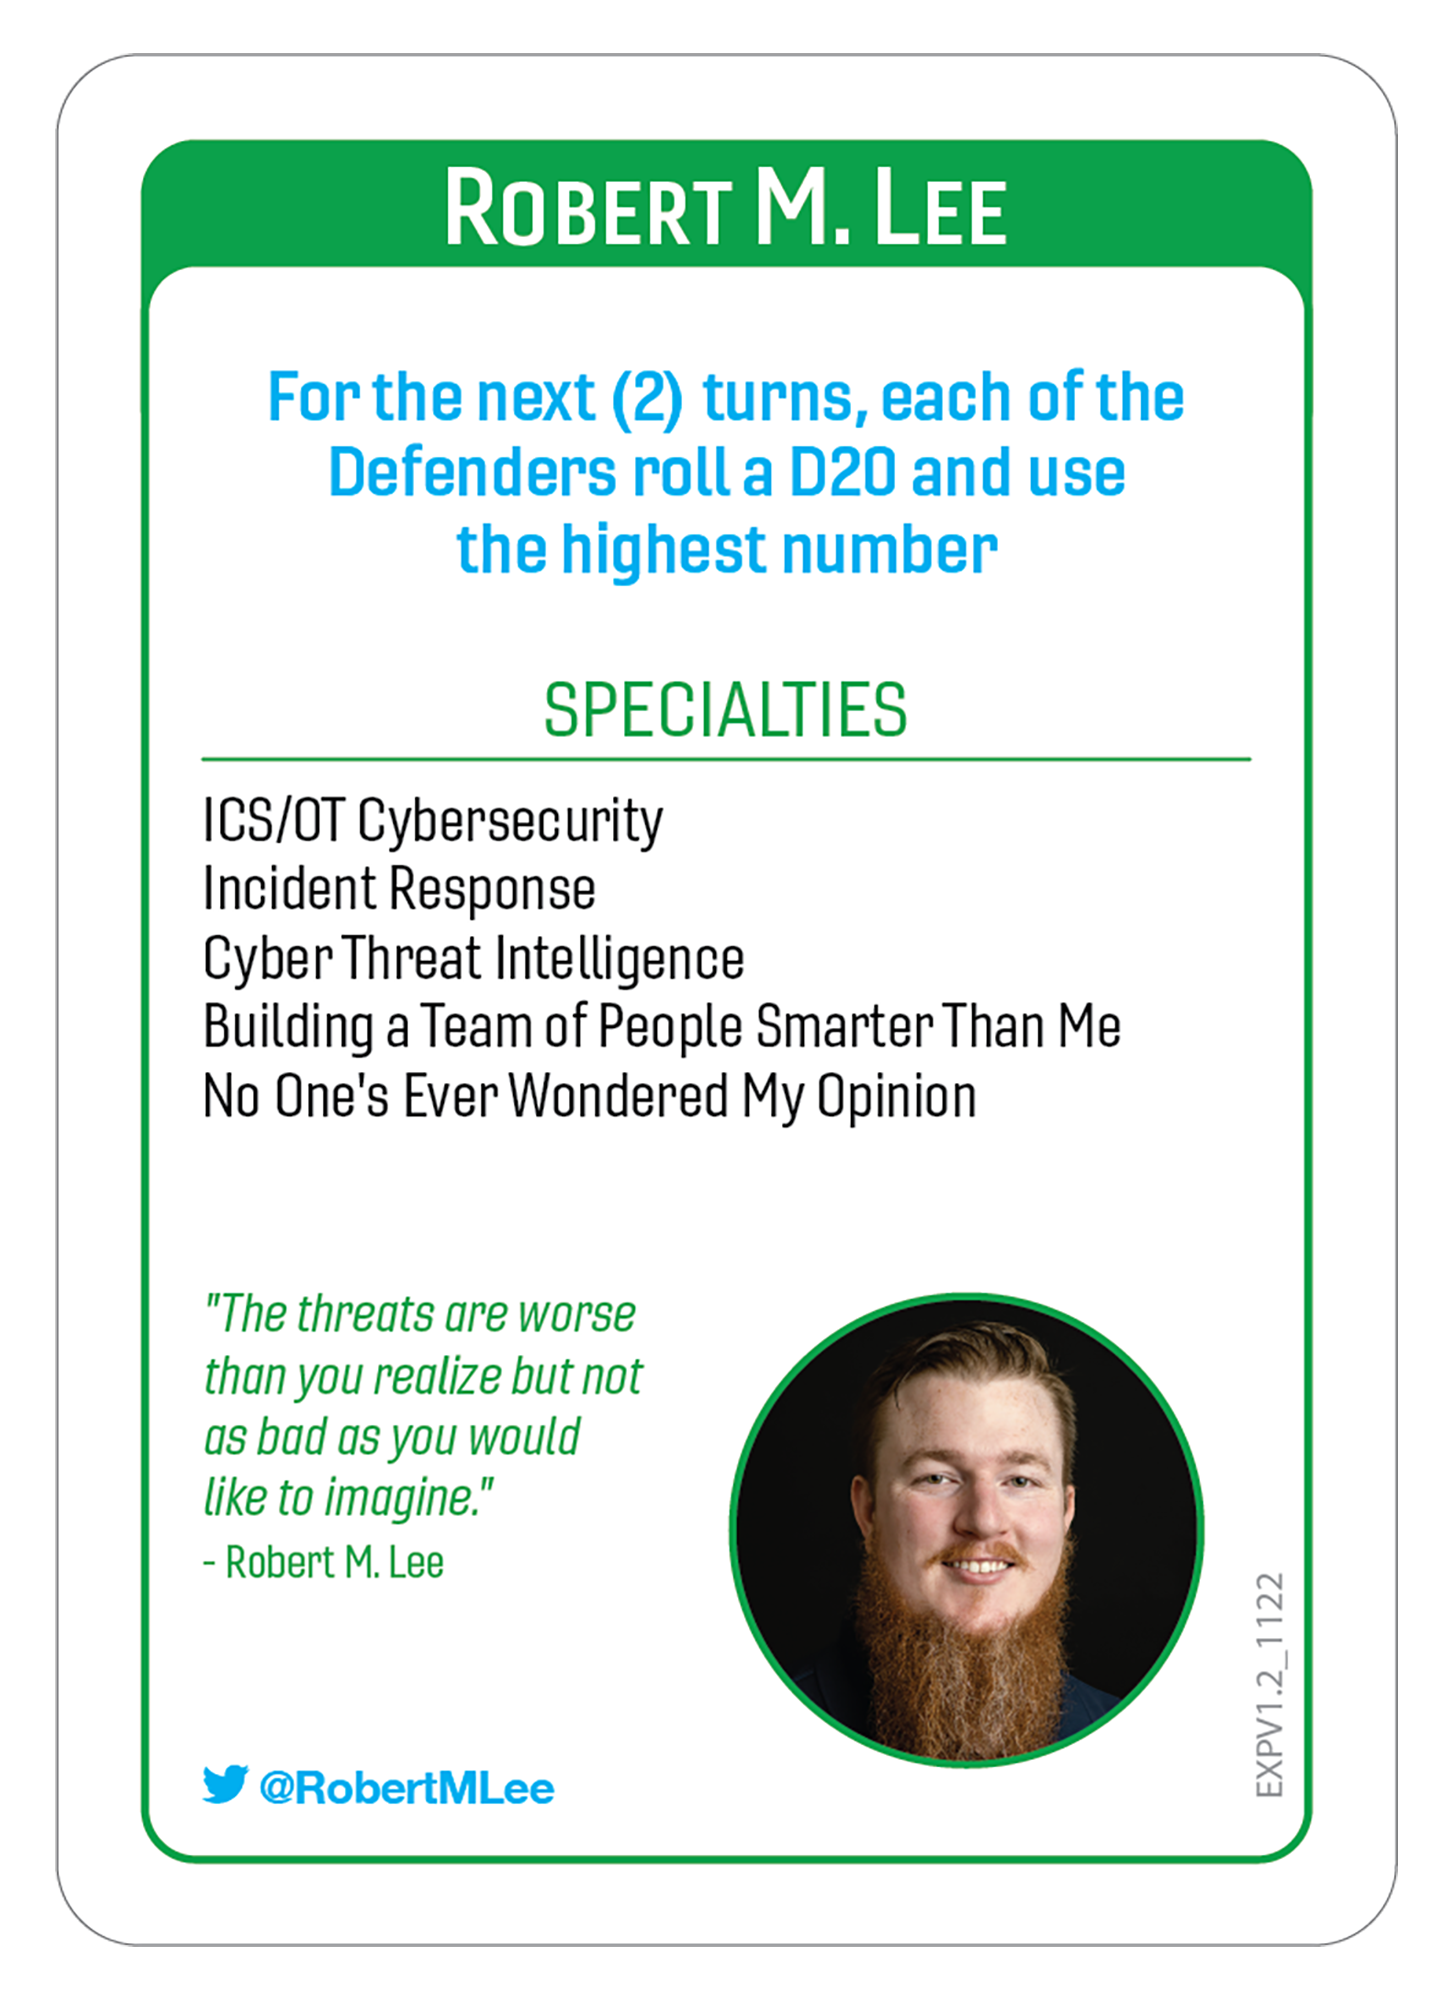 ROBERT M. LEE
For the next (2) turns, each of the
Defenders roll a D20 and use
the highest number
SPECIALTIES
ICS/OT Cybersecurity
Incident Response
Cyber Threat Intelligence
Building a Team of People Smarter Than Me
No One's Ever Wondered My Opinion
"The threats are worse
than you realize but not
as bad as you would
like to imagine."
- Robert M. Lee
@RobertMLee
EXPV1.2_1122